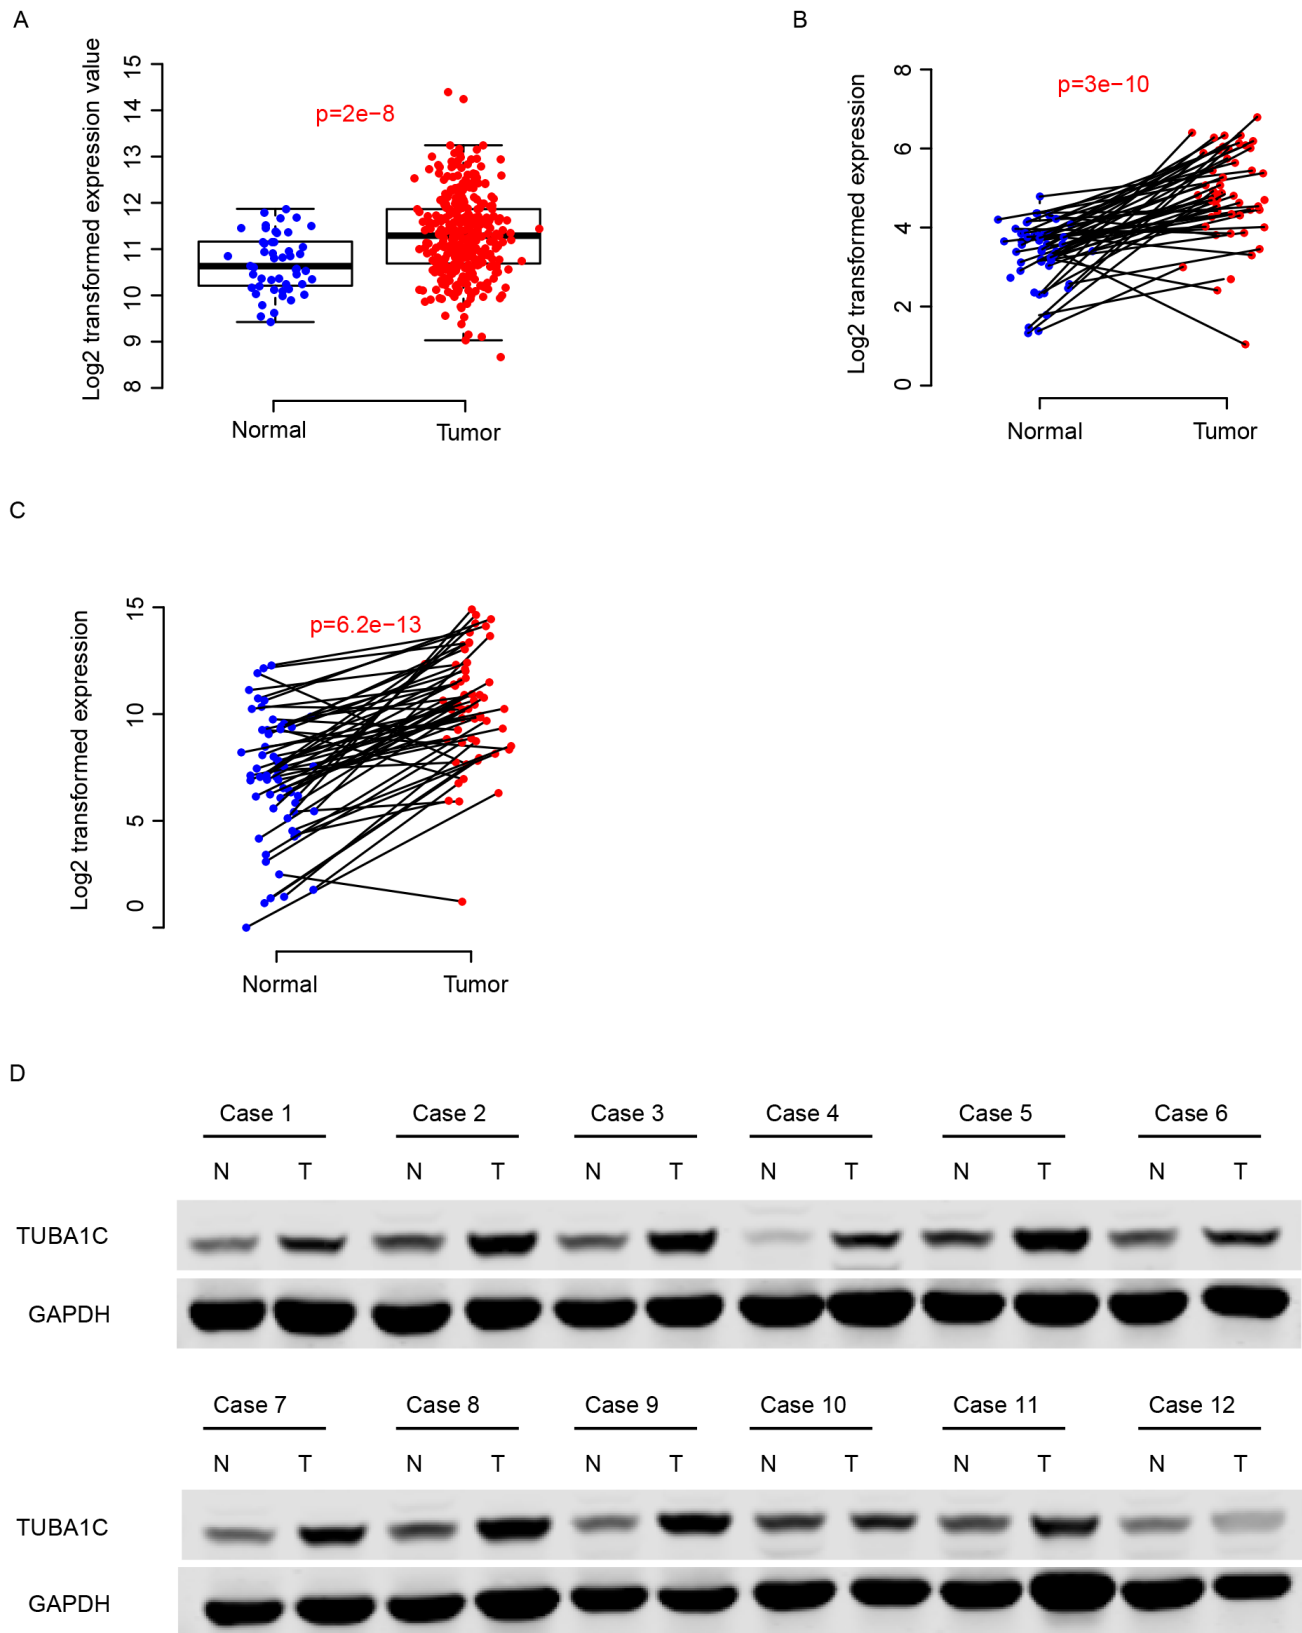 A
Log2 transformed expression value
15
14
13
12
11
10
9
8
p=2e−8
Normal Tumor
B
Log2 transformed expression
8
6
4
2
0
p=3e−10
Normal Tumor
C
Log2 transformed expression
15
10
5
0
p=6.2e−13
Normal Tumor
D
Case 1 Case 2 Case 3 Case 4 Case 5 Case 6
N T N T N T N T N T N T
TUBA1C
GAPDH
Case 7 Case 8 Case 9 Case 10 Case 11 Case 12
N T N T N T N T N T N T
TUBA1C
GAPDH